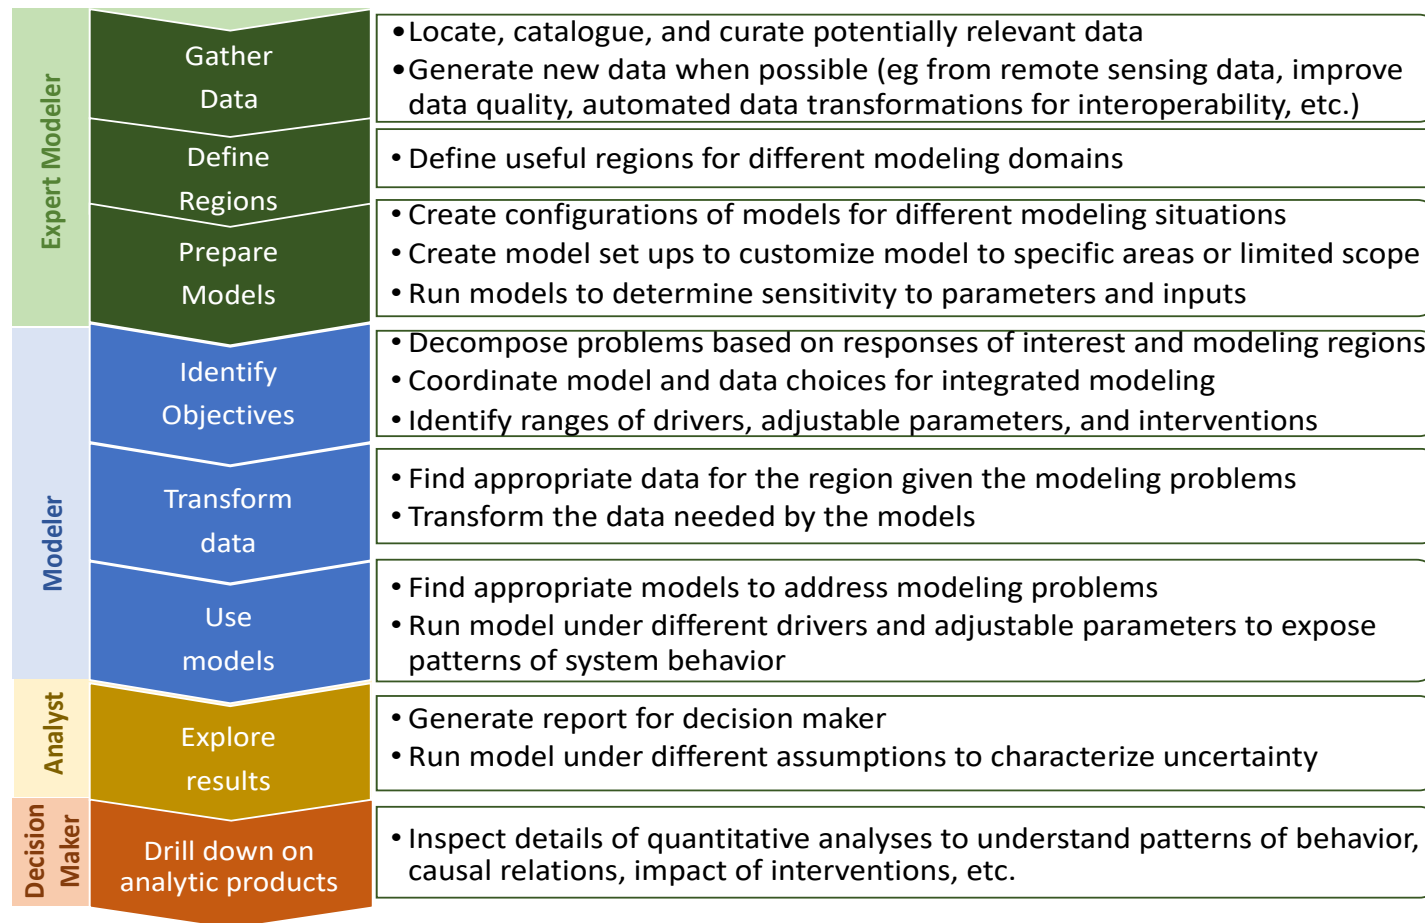 Expert Modeler
Gather
Data
• Locate, catalogue, and curate potentially relevant data
• Generate new data when possible (eg from remote sensing data, improve
data quality, automated data transformations for interoperability, etc.)
Define
Regions
• Define useful regions for different modeling domains
Prepare
Models
• Create configurations of models for different modeling situations
• Create model set ups to customize model to specific areas or limited scope
• Run models to determine sensitivity to parameters and inputs
Modeler
Identify
Objectives
• Decompose problems based on responses of interest and modeling regions
• Coordinate model and data choices for integrated modeling
• Identify ranges of drivers, adjustable parameters, and interventions
Transform
data
• Find appropriate data for the region given the modeling problems
• Transform the data needed by the models
Use
models
• Find appropriate models to address modeling problems
• Run model under different drivers and adjustable parameters to expose
patterns of system behavior
Analyst
Explore
results
• Generate report for decision maker
• Run model under different assumptions to characterize uncertainty
Decision
Maker
Drill down on
analytic products
• Inspect details of quantitative analyses to understand patterns of behavior,
causal relations, impact of interventions, etc.